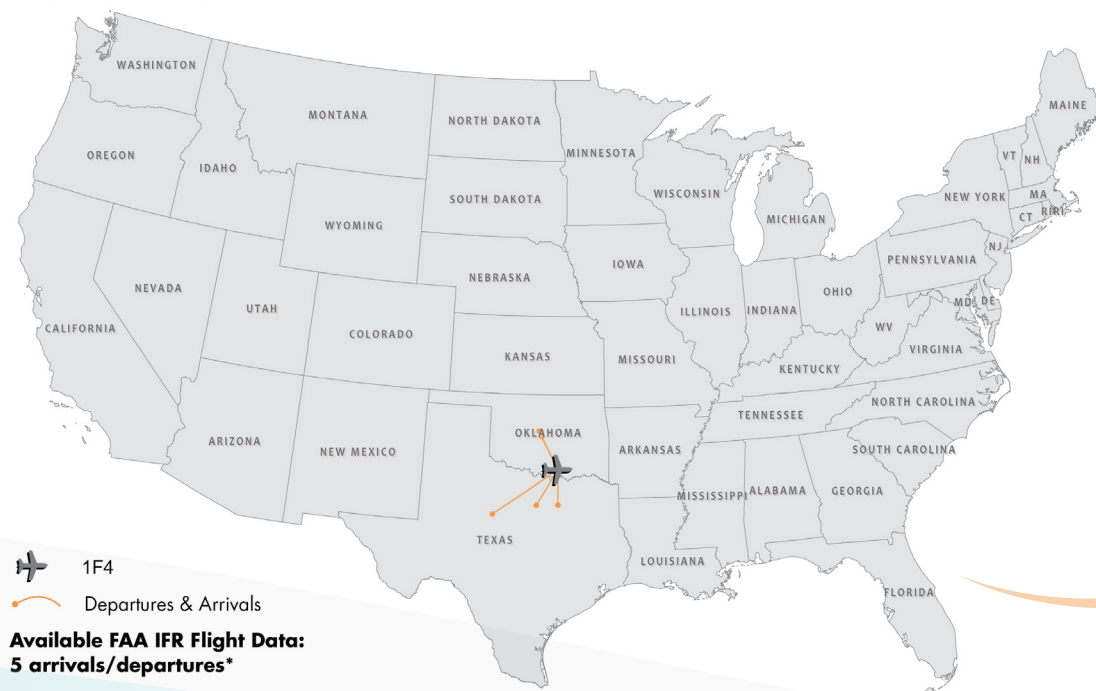 WASHINGTON
MONTANA
NORTH DAKOTA
MINNESOTA
MAINE
OREGON
IDAHO
SOUTH DAKOTA
WISCONSIN
MICHIGAN
VT
NH
NEW YORK
MA
CT
RIRI
WYOMING
NEBRASKA
IOWA
PENNSYLVANIA
NJ
NEVADA
UTAH
COLORADO
KANSAS
ILLINOIS
INDIANA
OHIO
MD
DE
CALIFORNIA
MISSOURI
WV
VIRGINIA
KENTUCKY
ARIZONA
NEW MEXICO
OKLAHOMA
ARKANSAS
TENNESSEE
NORTH CAROLINA
SOUTH CAROLINA
TEXAS
MISSISSIPPI
ALABAMA
GEORGIA
LOUISIANA
FLORIDA
1F4
Departures & Arrivals
Available FAA IFR Flight Data:
5 arrivals/departures*